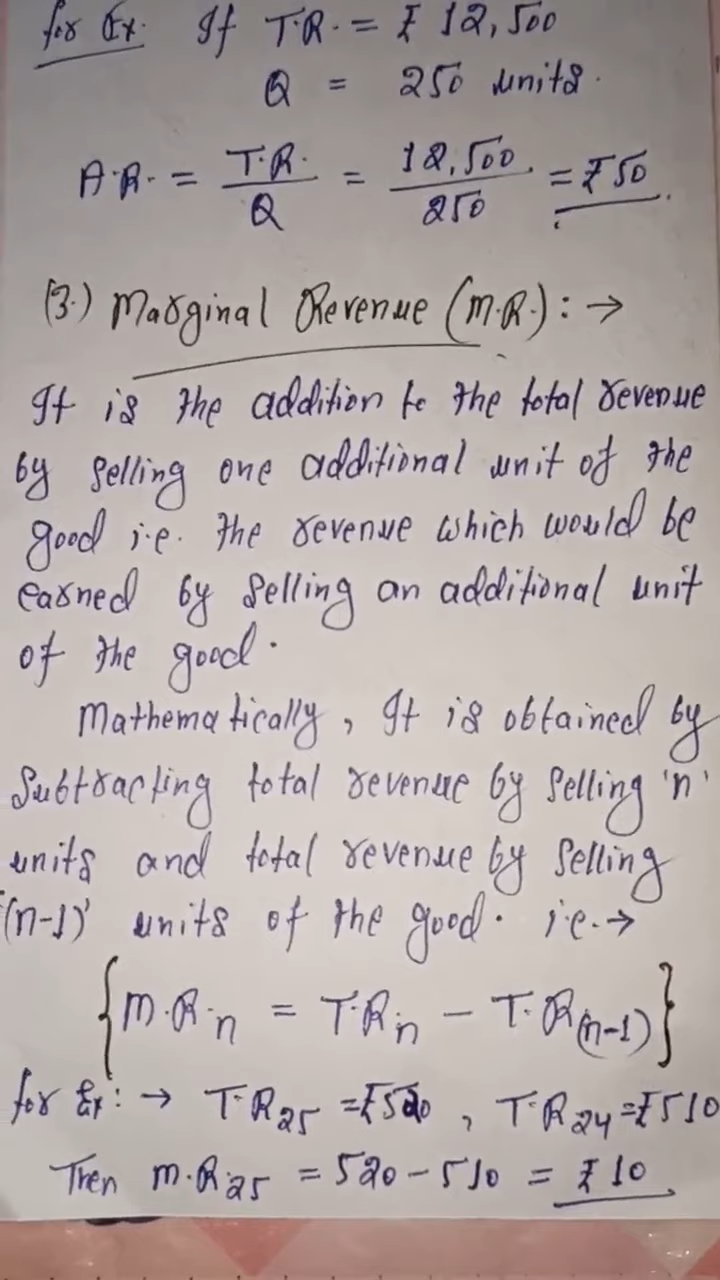 for Ex. If T.R. = ₹ 12,500
Q = 250 units.
A.R. = T.R. / Q = 12,500 / 250 = ₹ 50.
(3.) Marginal Revenue (M.R.) : →
It is the addition to the total revenue
by selling one additional unit of the
good i.e. the revenue which would be
earned by selling an additional unit
of the good.
Mathematically, It is obtained by
Subtracting total revenue by selling 'n'
units and total revenue by selling
'(n-1)' units of the good. i.e. →
{M.R.n = T.R.n - T.R(n-1)}
for Ex: → T.R25 = ₹520, T.R24 = ₹510
Then M.R.25 = 520 - 510 = ₹10.